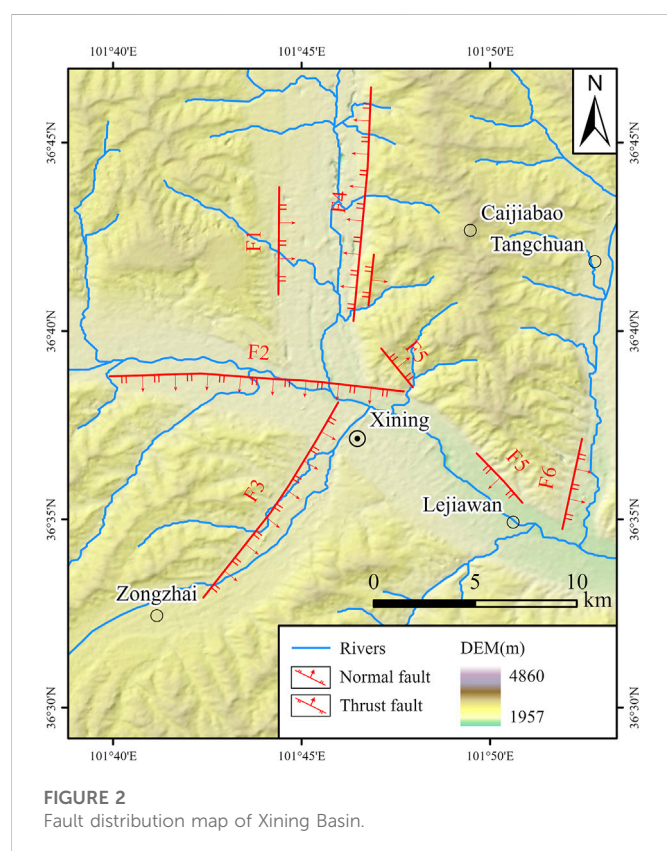 101°40'E 101°45'E 101°50'E
N
36°45'N 36°45'N
F4
Caijiabao
F1
Tangchuan
36°40'N 36°40'N
F2
F5
Xining
F5
F6
F3
Lejiawan
36°35'N 36°35'N
Zongzhai
0 5 10
km
Rivers DEM(m)
Normal fault 4860
Thrust fault 1957
36°30'N 36°30'N
101°40'E 101°45'E 101°50'E
FIGURE 2
Fault distribution map of Xining Basin.